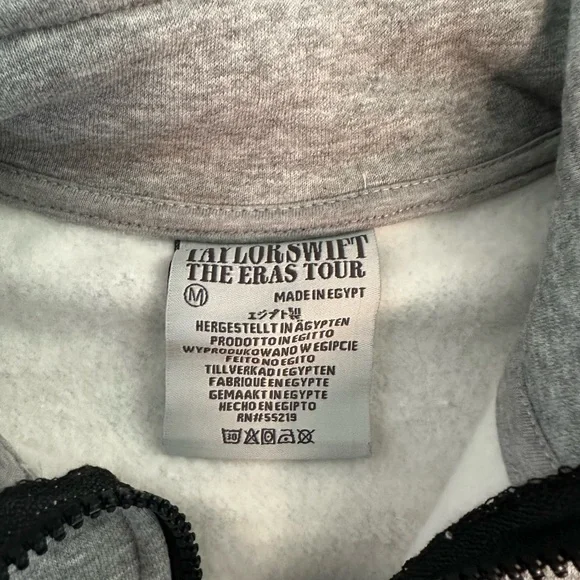 TAYLOR SWIFT
THE ERAS TOUR
M MADE IN EGYPT
エジプト製
HERGESTELLT IN ÄGYPTEN
PRODOTTO IN EGITTO
WYPRODUKOWANO W EGIPCIE
FEITO NO EGITO
TILLVERKAD I EGYPTEN
FABRIQUÉ EN EGYPTE
GEMAAKT IN EGYPTE
HECHO EN EGIPTO
RN#55219
30